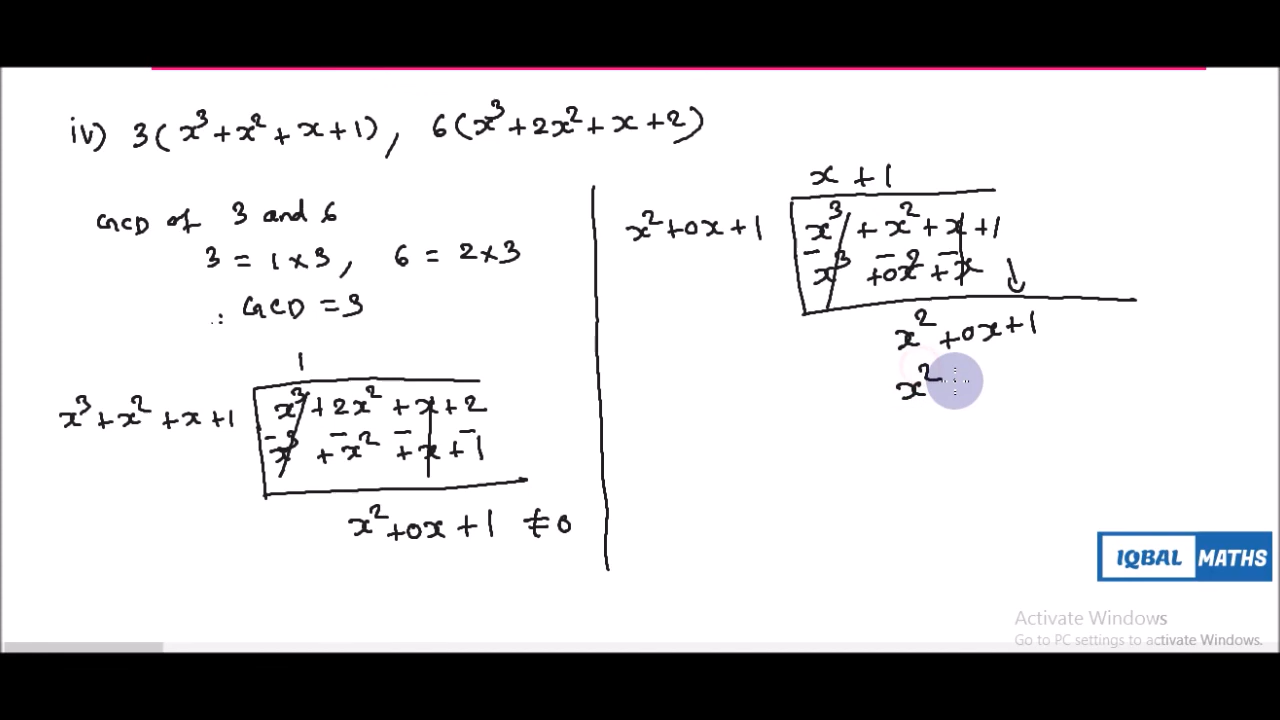 iv) 3(x³+x²+x+1), 6(x³+2x²+x+2)
GCD of 3 and 6
3 = 1×3, 6 = 2×3
∴ GCD = 3
1
x³+x²+x+1 x³+2x²+x+2
x³+x²+x+1
x²+0x+1 ≠0
x+1
x²+0x+1 x³+x²+x+1
x³+0x²+x
x²+0x+1
x²
IQBAL MATHS
Activate Windows
Go to PC settings to activate Windows.